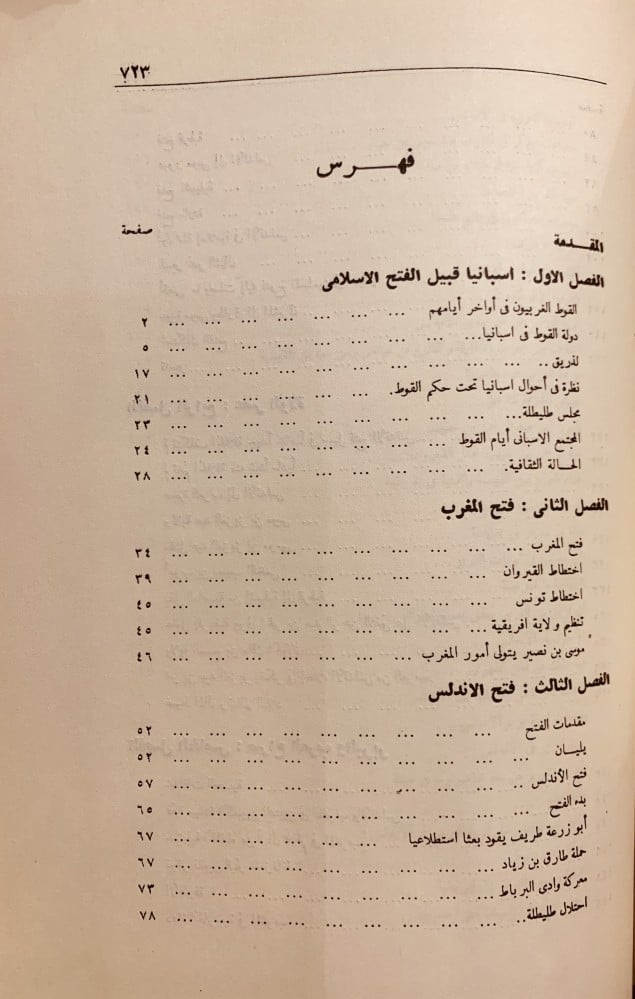 ٧٢٣
فهرس
صفحة
المقدمة
الفصل الاول : اسبانيا قبيل الفتح الاسلامى
القوط الغربيون فى أواخر أيامهم ... ... ... ... ... ... ... ٢
دولة القوط فى اسبانيا... ... ... ... ... ... ... ... ٥
لذريق .. ... ... ... ... ... ... ... ... ... ١٧
نظرة فى أحوال اسبانيا تحت حكم القوط. ... ... ... ... ... ٢١
مجلس طليطلة... ... ... ... ... ... ... ... ... ٢٣
المجتمع الاسبانى أيام القوط ... ... ... ... ... ... ... ٢٤
الحالة الثقافية. ... ... ... ... ... ... ... ... ٢٨
الفصل الثانى : فتح المغرب
فتح المغرب ... ... ... ... ... ... ... ... ... ٣٤
اختطاط القيروان ... ... ... ... ... ... ... ... ٣٩
اختطاط تونس ... ... ... ... ... ... ... ... ٤٥
تنظيم ولاية افريقية... ... ... ... ... ... ... ... ٤٥
موسى بن نصير يتولى أمور المغرب ... ... ... ... ... ... ٤٦
الفصل الثالث : فتح الاندلس
مقدمات الفتح ... ... ... ... ... ... ... ... ٥٢
يليسان ... ... ... ... ... ... ... ... ... ٥٢
فتح الأندلس .. ... ... ... ... ... ... ... ... ٥٧
بدء الفتح ... ... ... ... ... ... ... ... ... ٦٥
أبو زرعة طريف يقود بعثا استطلاعيا ... ... ... ... ... ٦٧
حملة طارق بن زياد ... ... ... ... ... ... ... ... ٦٧
معركة وادى البرباط ... ... ... ... ... ... ... ... ٧٣
احتلال طليطلة.. ... ... ... ... ... ... ... ... ٧٨